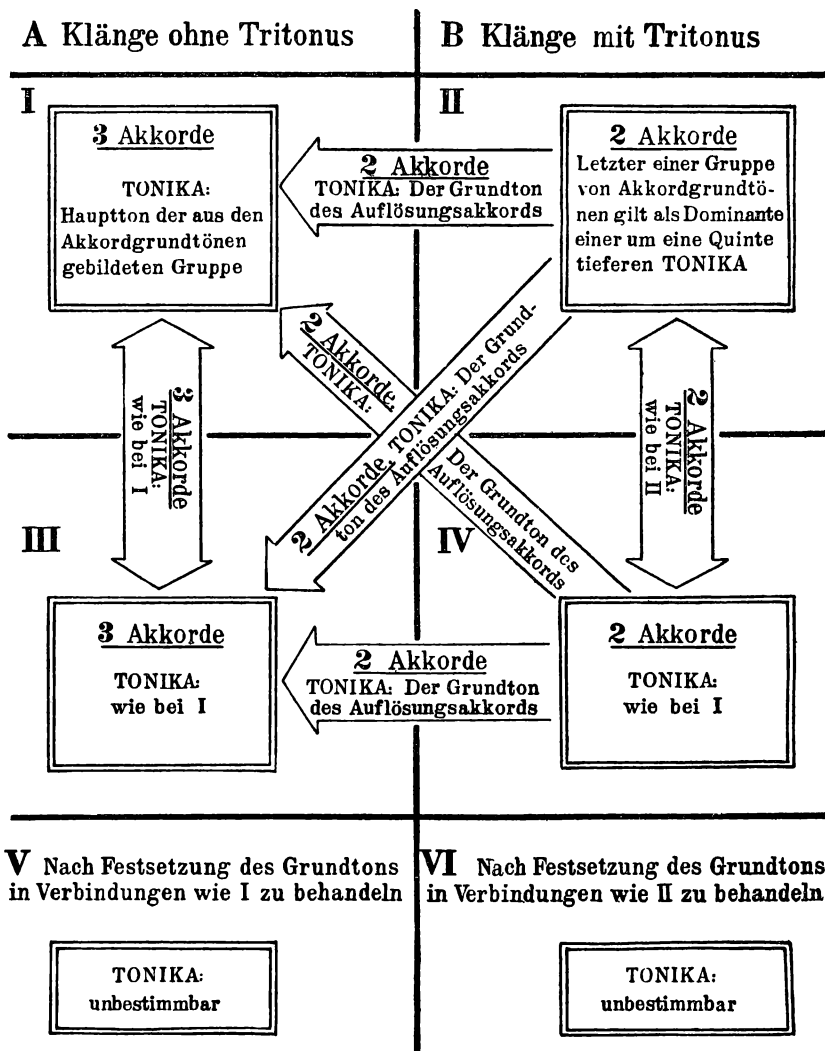 A Klänge ohne Tritonus
B Klänge mit Tritonus
I
3 Akkorde
TONIKA:
Hauptton der aus den
Akkordgrundtönen
gebildeten Gruppe
2 Akkorde
TONIKA: Der Grundton
des Auflösungsakkords
II
2 Akkorde
Letzter einer Gruppe
von Akkordgrundtö-
nen gilt als Dominante
einer um eine Quinte
tieferen TONIKA
3 Akkorde
TONIKA:
wie bei I
2 Akkorde.
TONIKA:
Der Grundton des
Auflösungsakkords
2 Akkorde. TONIKA: Der Grund-
ton des Auflösungsakkords
2 Akkorde
TONIKA:
wie bei II
III
3 Akkorde
TONIKA:
wie bei I
2 Akkorde
TONIKA: Der Grundton
des Auflösungsakkords
IV
2 Akkorde
TONIKA:
wie bei I
V Nach Festsetzung des Grundtons
in Verbindungen wie I zu behandeln
TONIKA:
unbestimmbar
VI Nach Festsetzung des Grundtons
in Verbindungen wie II zu behandeln
TONIKA:
unbestimmbar